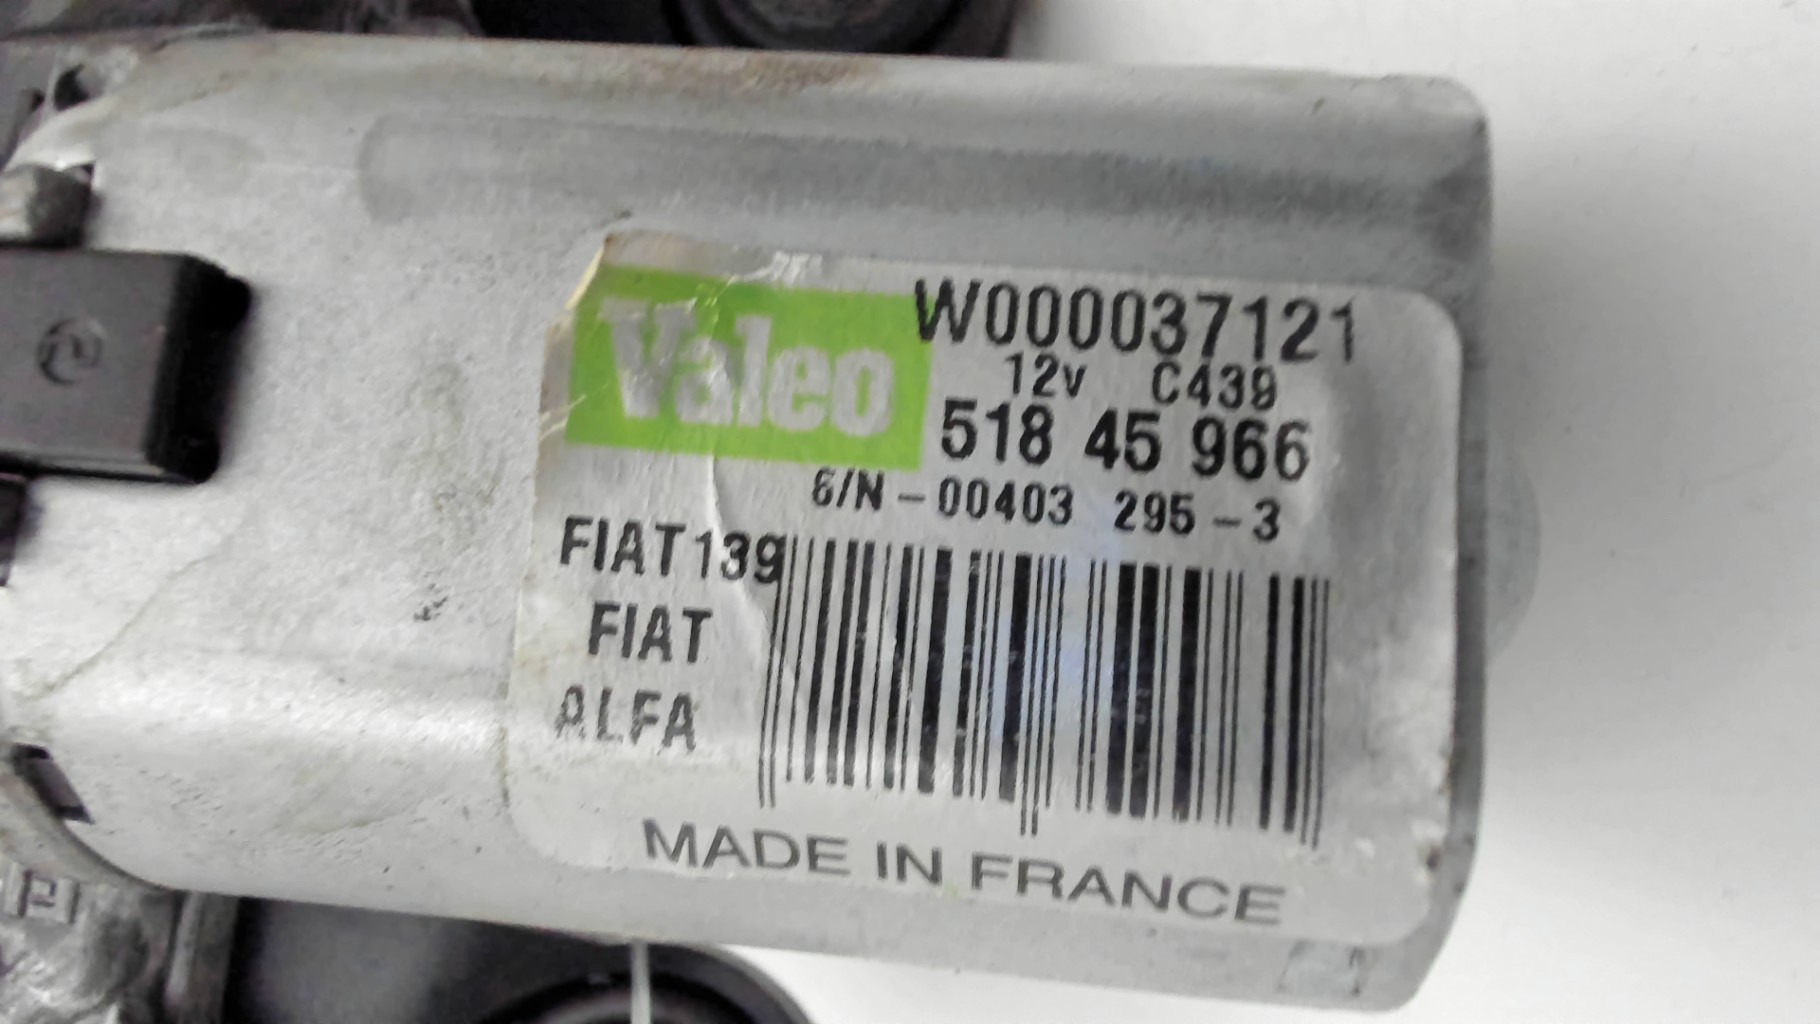 Valeo
W000037121
12v C439
518 45 966
S/N-00403 295-3
FIAT139
FIAT
ALFA
MADE IN FRANCE